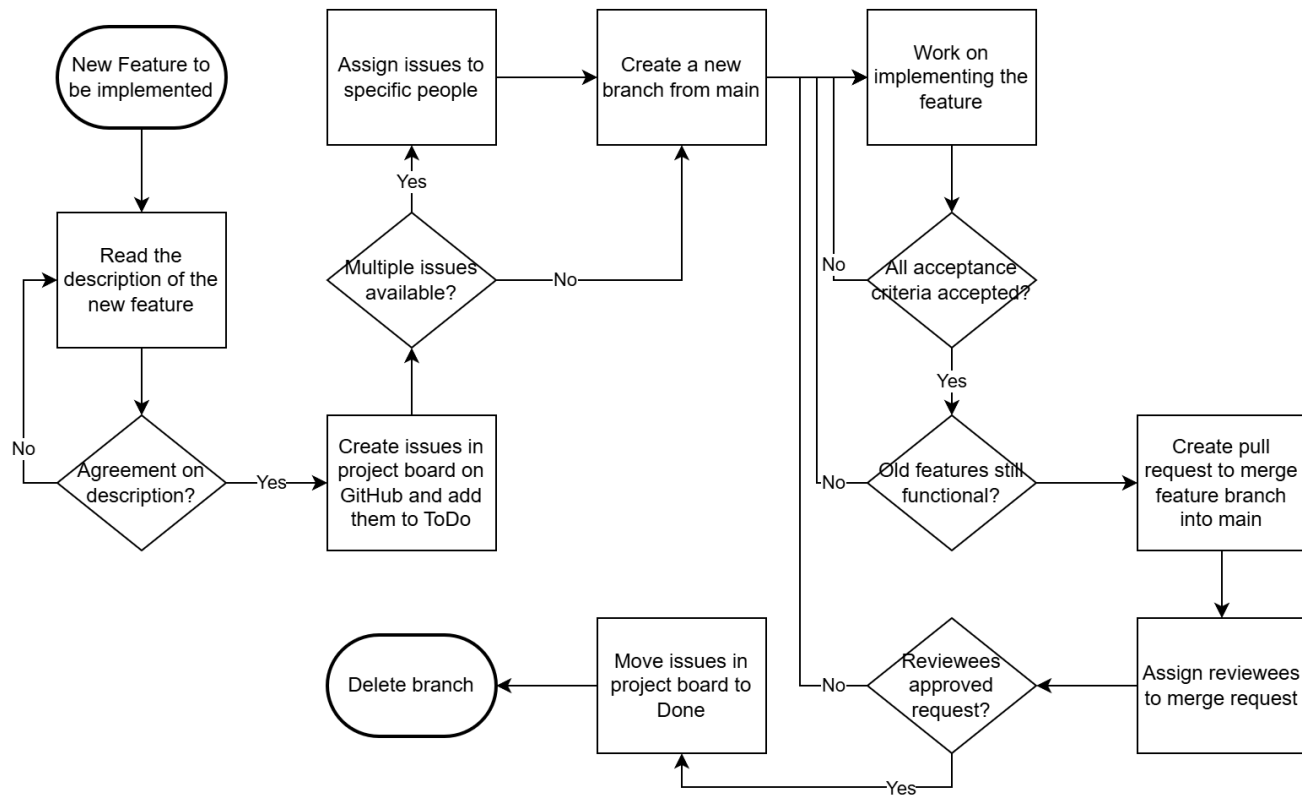 New Feature to
be implemented
Read the
description of the
new feature
No
Agreement on
description?
Yes
Create issues in
project board on
GitHub and add
them to ToDo
Multiple issues
available?
Yes
No
Assign issues to
specific people
Create a new
branch from main
Work on
implementing the
feature
All acceptance
criteria accepted?
No
Yes
Old features still
functional?
No
Create pull
request to merge
feature branch
into main
Assign reviewees
to merge request
Reviewees
approved
request?
No
Yes
Move issues in
project board to
Done
Delete branch